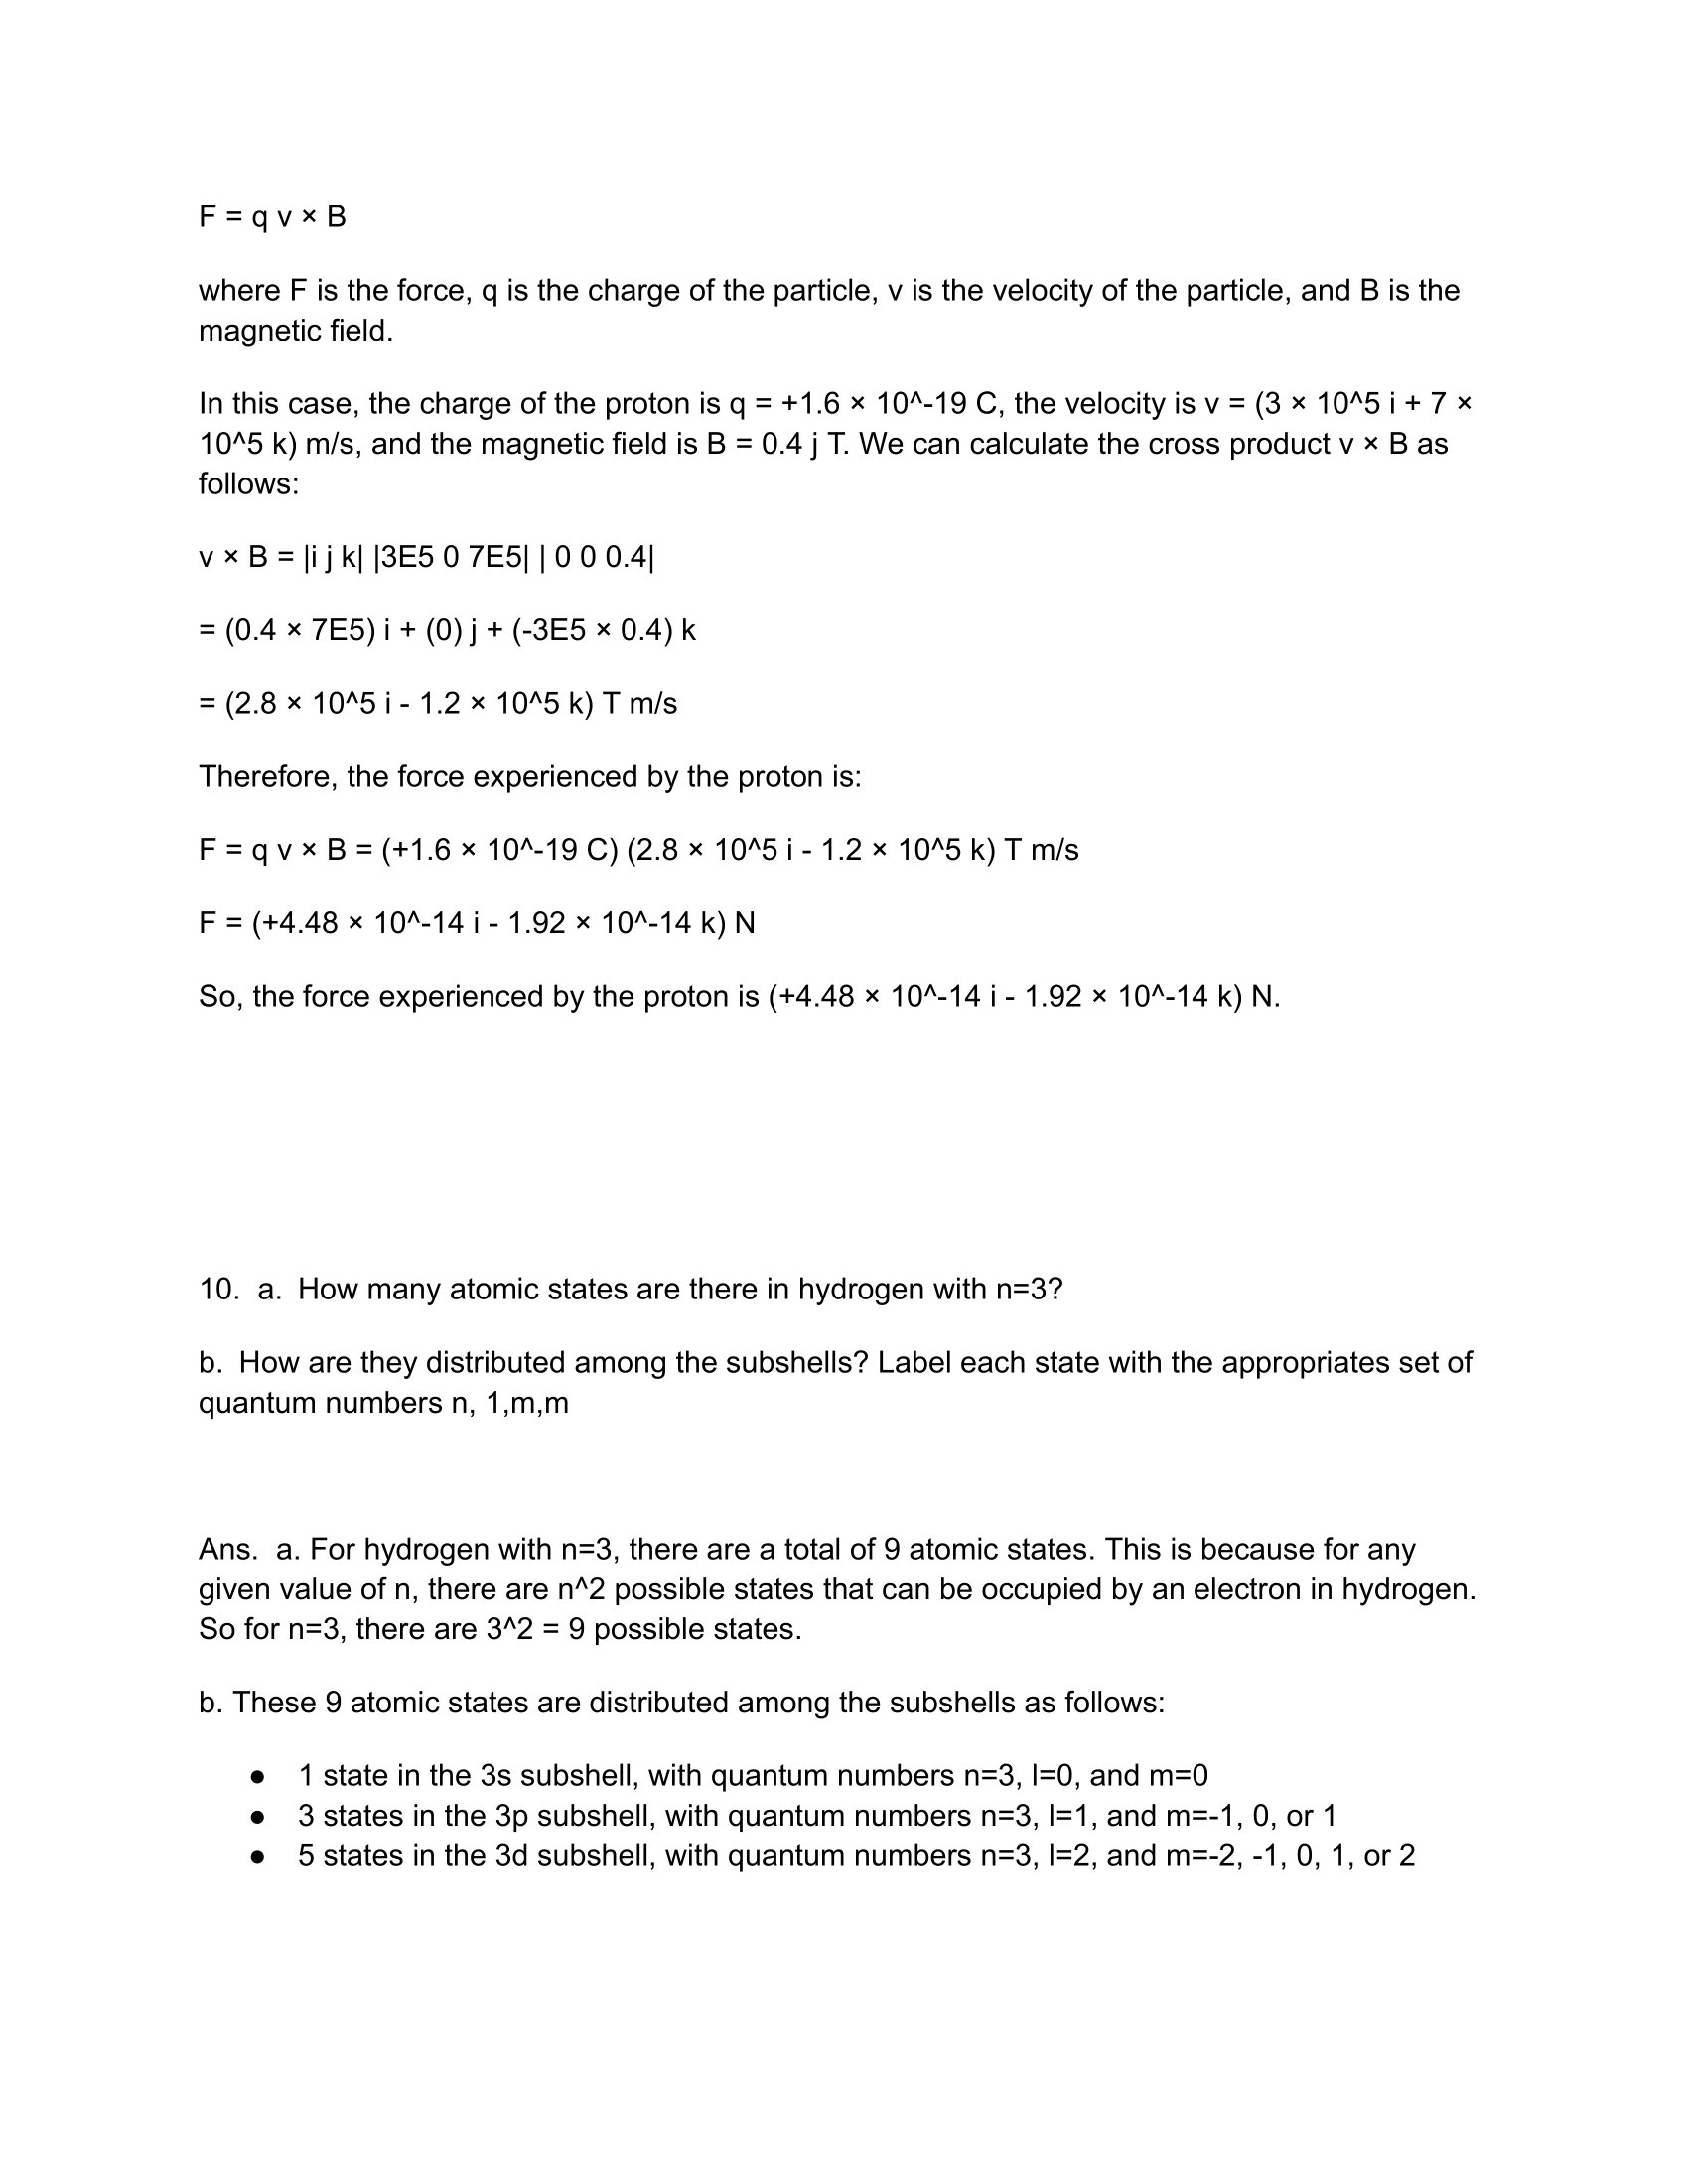 F = q v × B
where F is the force, q is the charge of the particle, v is the velocity of the particle, and B is the
magnetic field.
In this case, the charge of the proton is q = +1.6 × 10^-19 C, the velocity is v = (3 × 10^5 i + 7 ×
10^5 k) m/s, and the magnetic field is B = 0.4 j T. We can calculate the cross product v × B as
follows:
v × B = |i j k| |3E5 0 7E5| | 0 0 0.4|
= (0.4 × 7E5) i + (0) j + (-3E5 × 0.4) k
= (2.8 × 10^5 i - 1.2 × 10^5 k) T m/s
Therefore, the force experienced by the proton is:
F = q v × B = (+1.6 × 10^-19 C) (2.8 × 10^5 i - 1.2 × 10^5 k) T m/s
F = (+4.48 × 10^-14 i - 1.92 × 10^-14 k) N
So, the force experienced by the proton is (+4.48 × 10^-14 i - 1.92 × 10^-14 k) N.
10.  a.  How many atomic states are there in hydrogen with n=3?
b.  How are they distributed among the subshells? Label each state with the appropriates set of
quantum numbers n, 1,m,m
Ans.  a. For hydrogen with n=3, there are a total of 9 atomic states. This is because for any
given value of n, there are n^2 possible states that can be occupied by an electron in hydrogen.
So for n=3, there are 3^2 = 9 possible states.
b. These 9 atomic states are distributed among the subshells as follows:
● 1 state in the 3s subshell, with quantum numbers n=3, l=0, and m=0
● 3 states in the 3p subshell, with quantum numbers n=3, l=1, and m=-1, 0, or 1
● 5 states in the 3d subshell, with quantum numbers n=3, l=2, and m=-2, -1, 0, 1, or 2